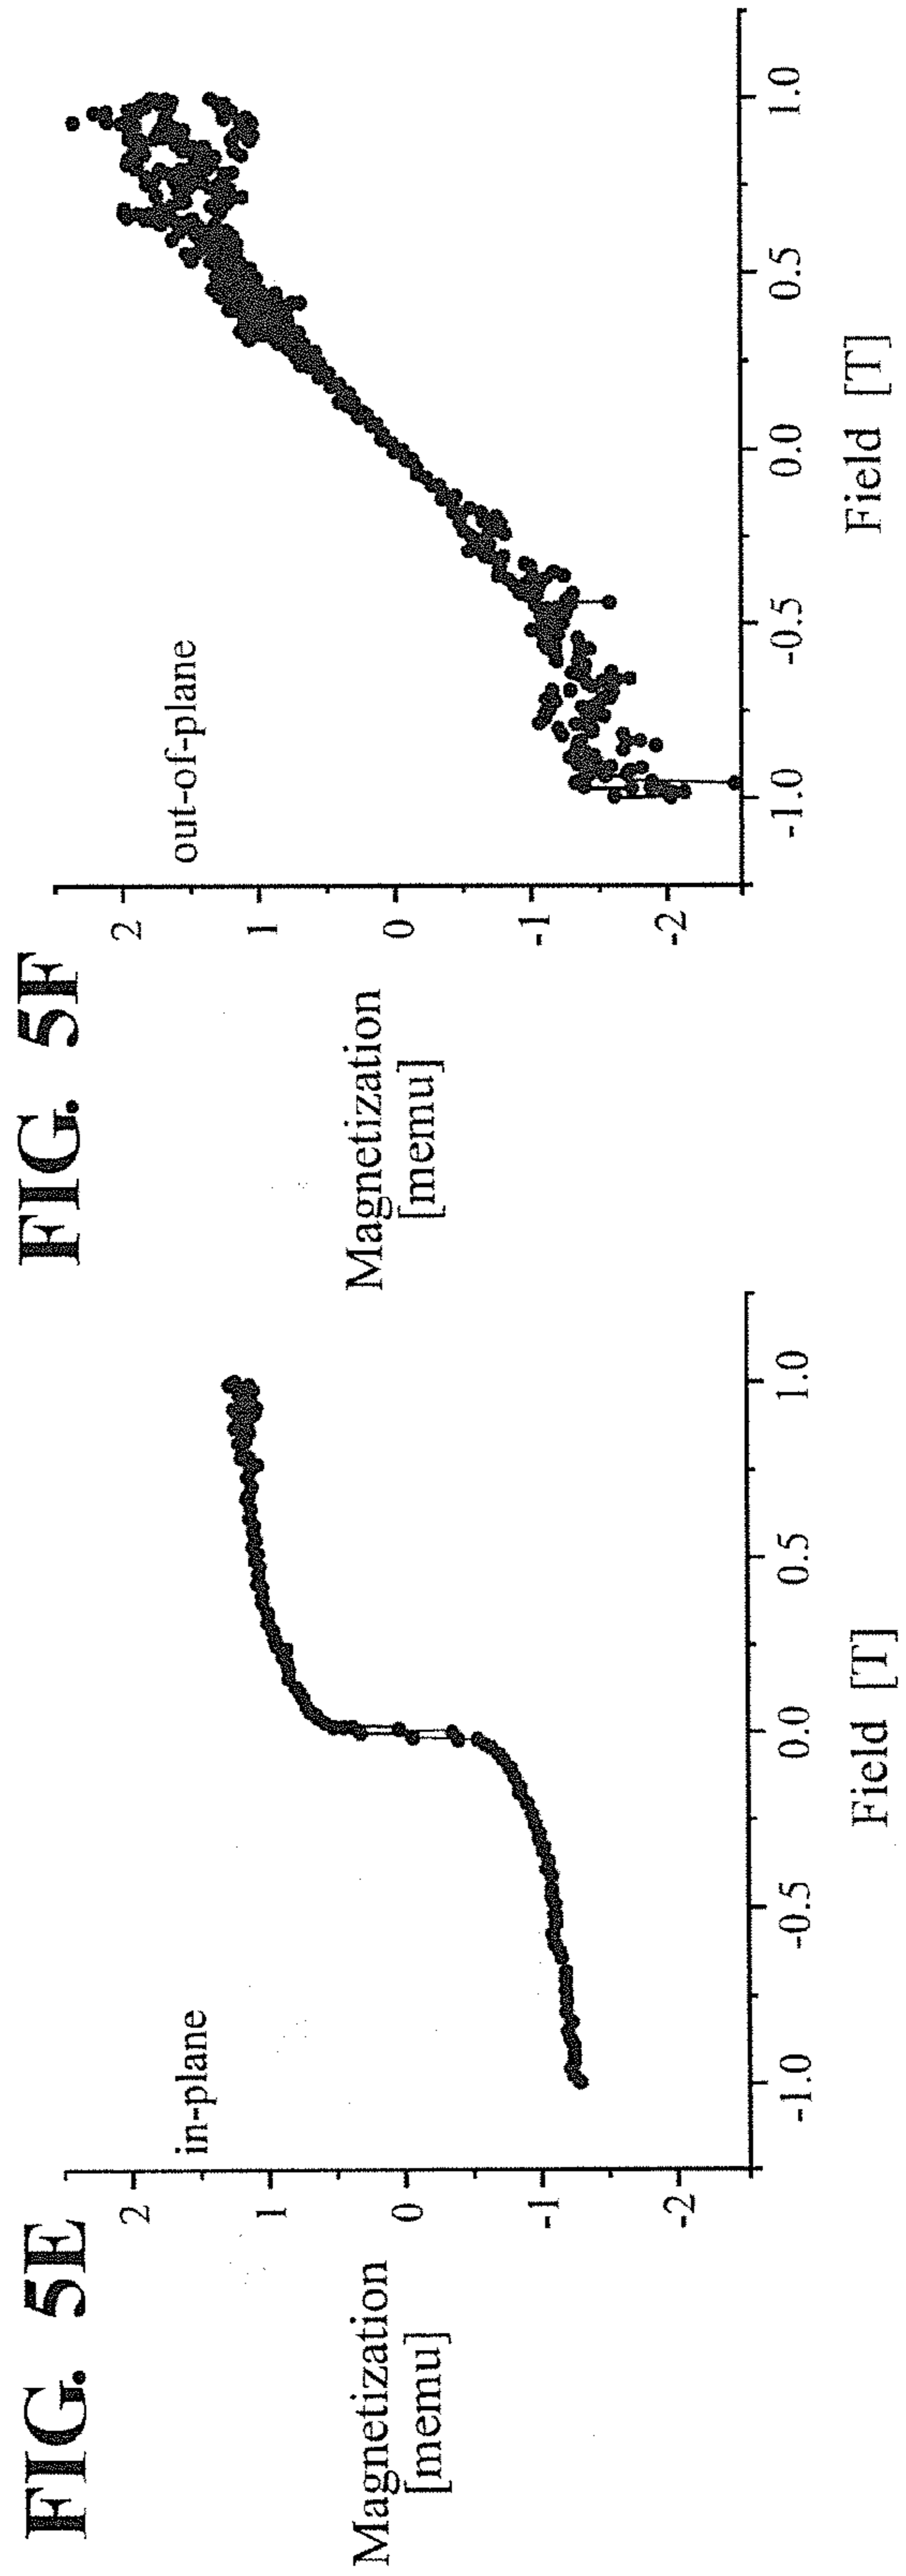 FIG. 5E
in-plane
Magnetization
[memu]
2
1
0
-1
-2
-1.0
-0.5
0.0
0.5
1.0
Field [T]
FIG. 5F
out-of-plane
Magnetization
[memu]
2
1
0
-1
-2
-1.0
-0.5
0.0
0.5
1.0
Field [T]